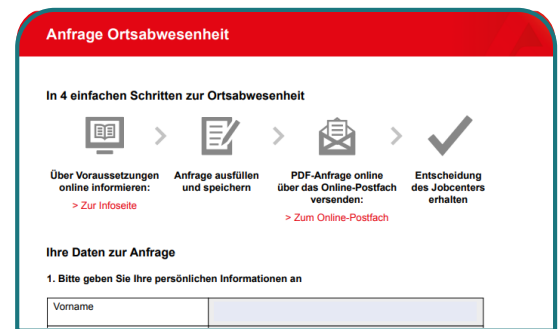 Anfrage Ortsabwesenheit
In 4 einfachen Schritten zur Ortsabwesenheit
Über Voraussetzungen
online informieren:
> Zur Infoseite
Anfrage ausfüllen
und speichern
PDF-Anfrage online
über das Online-Postfach
versenden:
> Zum Online-Postfach
Entscheidung
des Jobcenters
erhalten
Ihre Daten zur Anfrage
1. Bitte geben Sie Ihre persönlichen Informationen an
Vorname